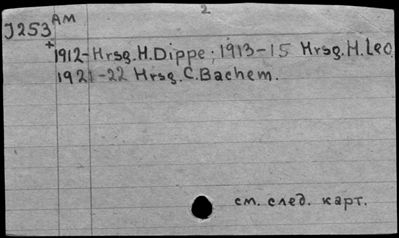 2
J253 AM
+1912-Hrsg.H.Dippe; 1913-15 Hrsg.H.Leo
1921-22 Hrsg.C.Bachem.
см. след. карт.